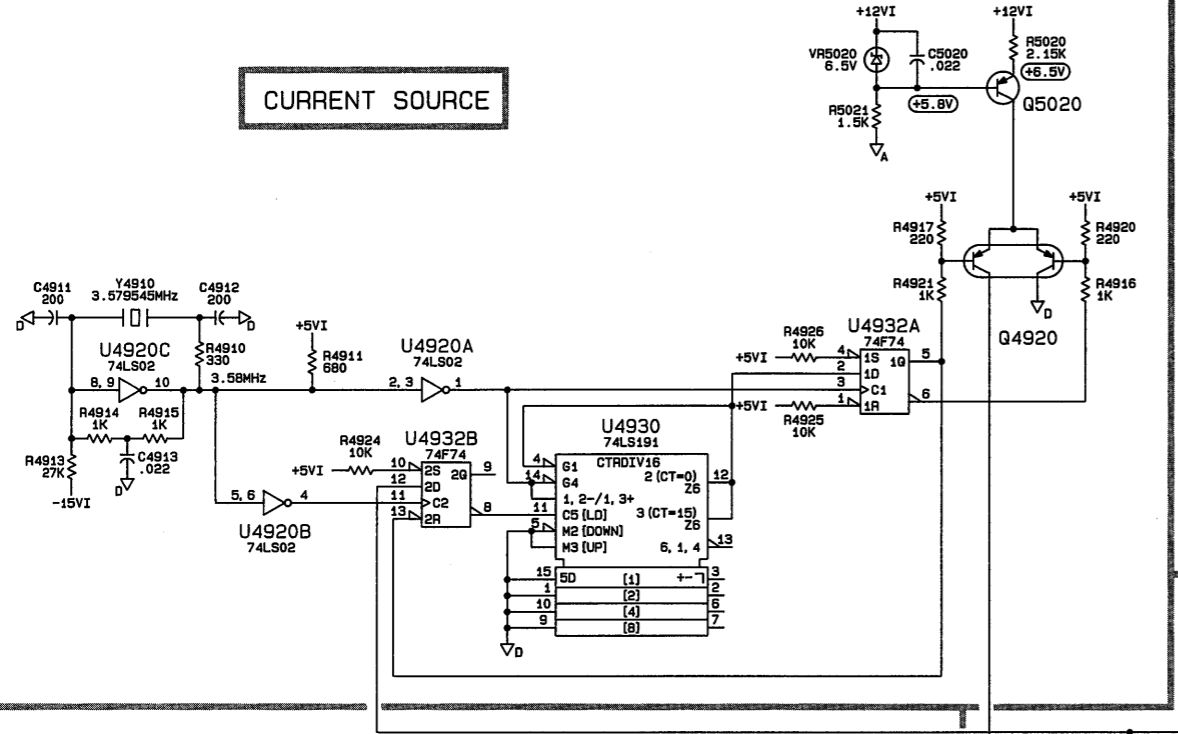 CURRENT SOURCE
+12VI
+12VI
VR5020
6.5V
C5020
.022
R5020
2.15K
+6.5V
+5.8V
Q5020
R5021
1.5K
A
+5VI
+5VI
R4917
220
R4920
220
R4921
1K
R4916
1K
D
Q4920
C4911
200
Y4910
3.579545MHz
C4912
200
D
D
U4920C
74LS02
R4910
330
+5VI
R4911
680
8, 9
10
3.58MHz
R4914
1K
R4915
1K
R4913
27K
C4913
.022
D
-15VI
U4920A
74LS02
2, 3
1
5, 6
4
U4920B
74LS02
R4924
10K
+5VI
U4932B
74F74
10
2S
2Q
9
12
2D
11
C2
8
13
2R
R4926
10K
+5VI
+5VI
R4925
10K
U4932A
74F74
4
1S
1Q
5
2
1D
3
C1
1
1R
6
U4930
74LS191
CTRDIV16
4
G1
2 (CT=0)
Z6
12
14
G4
1, 2-/1, 3+
11
C5 [LD]
3 (CT=15)
Z6
5
M2 [DOWN]
M3 [UP]
6, 1, 4
13
15
5D
[1]
+-
3
1
[2]
2
10
[4]
6
9
[8]
7
D